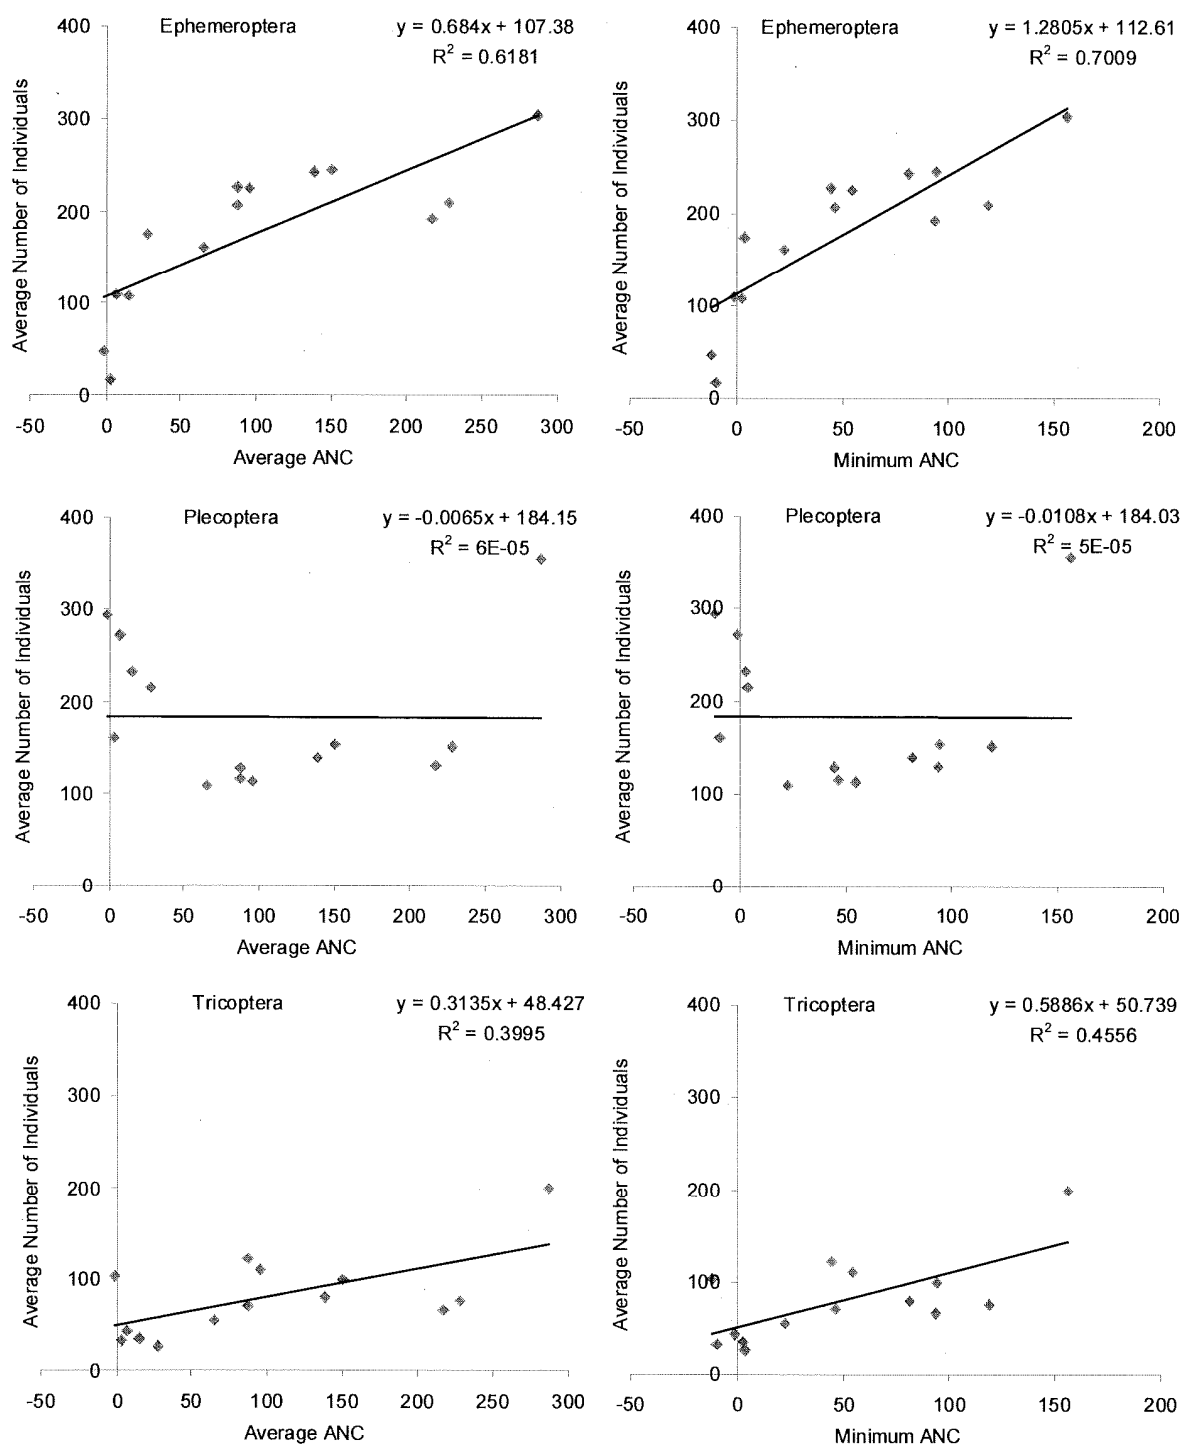 400
Ephemeroptera
y = 0.684x + 107.38
R² = 0.6181
300
200
100
0
-50 0 50 100 150 200 250 300
Average Number of Individuals
Average ANC
400
Ephemeroptera
y = 1.2805x + 112.61
R² = 0.7009
300
200
100
0
-50 0 50 100 150 200
Average Number of Individuals
Minimum ANC
400
Plecoptera
y = -0.0065x + 184.15
R² = 6E-05
300
200
100
0
-50 0 50 100 150 200 250 300
Average Number of Individuals
Average ANC
400
Plecoptera
y = -0.0108x + 184.03
R² = 5E-05
300
200
100
0
-50 0 50 100 150 200
Average Number of Individuals
Minimum ANC
400
Tricoptera
y = 0.3135x + 48.427
R² = 0.3995
300
200
100
0
-50 0 50 100 150 200 250 300
Average Number of Individuals
Average ANC
400
Tricoptera
y = 0.5886x + 50.739
R² = 0.4556
300
200
100
0
-50 0 50 100 150 200
Average Number of Individuals
Minimum ANC